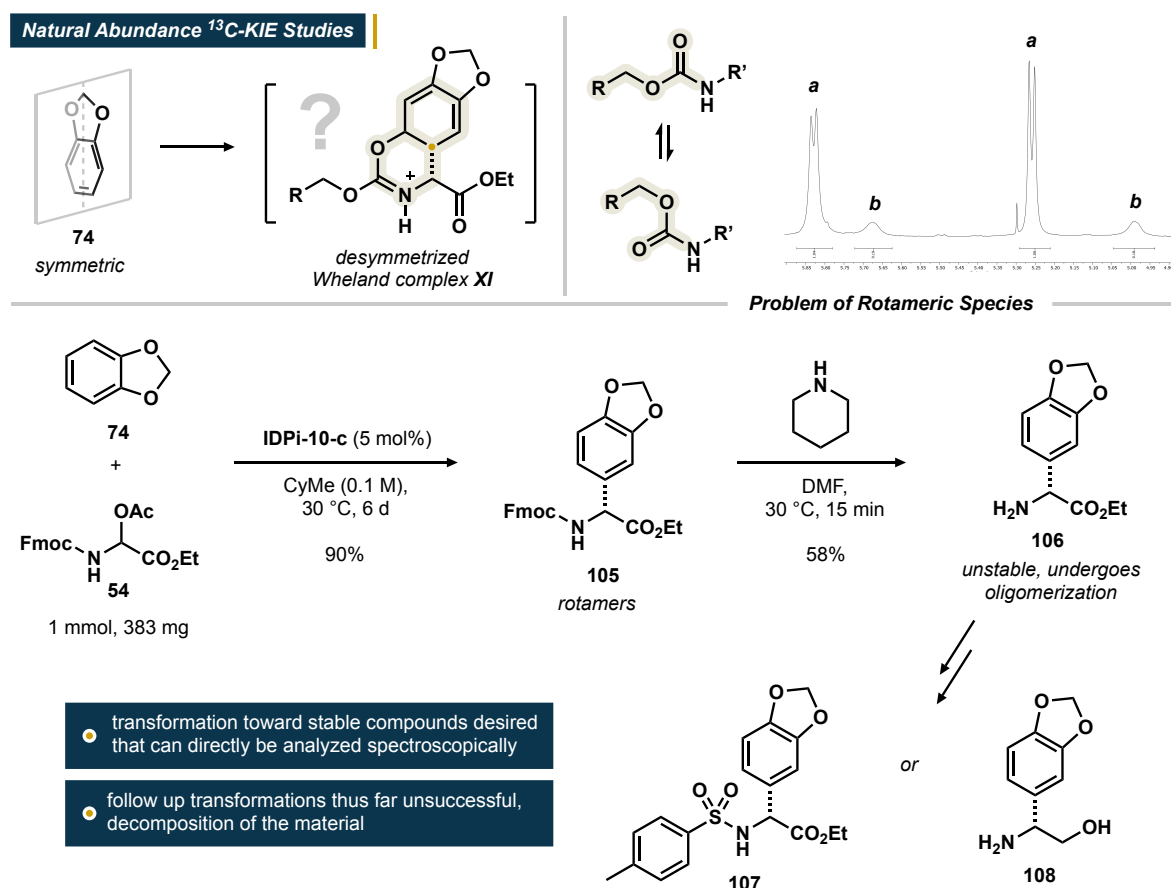 Natural Abundance ¹³C-KIE Studies
74
symmetric
?
O
O
O
O
R
N
H
+
OEt
O
desymmetrized
Wheland complex XI
R
O
O
N
H
R'
R
O
O
N
H
R'
a
b
a
b
Problem of Rotameric Species
O
O
74
+
OAc
Fmoc
N
H
CO₂Et
54
1 mmol, 383 mg
IDPi-10-c (5 mol%)
CyMe (0.1 M),
30 °C, 6 d
90%
O
O
Fmoc
N
H
CO₂Et
105
rotamers
H
N
DMF,
30 °C, 15 min
58%
O
O
H₂N
CO₂Et
106
unstable, undergoes
oligomerization
transformation toward stable compounds desired
that can directly be analyzed spectroscopically
follow up transformations thus far unsuccessful,
decomposition of the material
O
O
O
O
S
N
H
CO₂Et
107
or
O
O
H₂N
OH
108